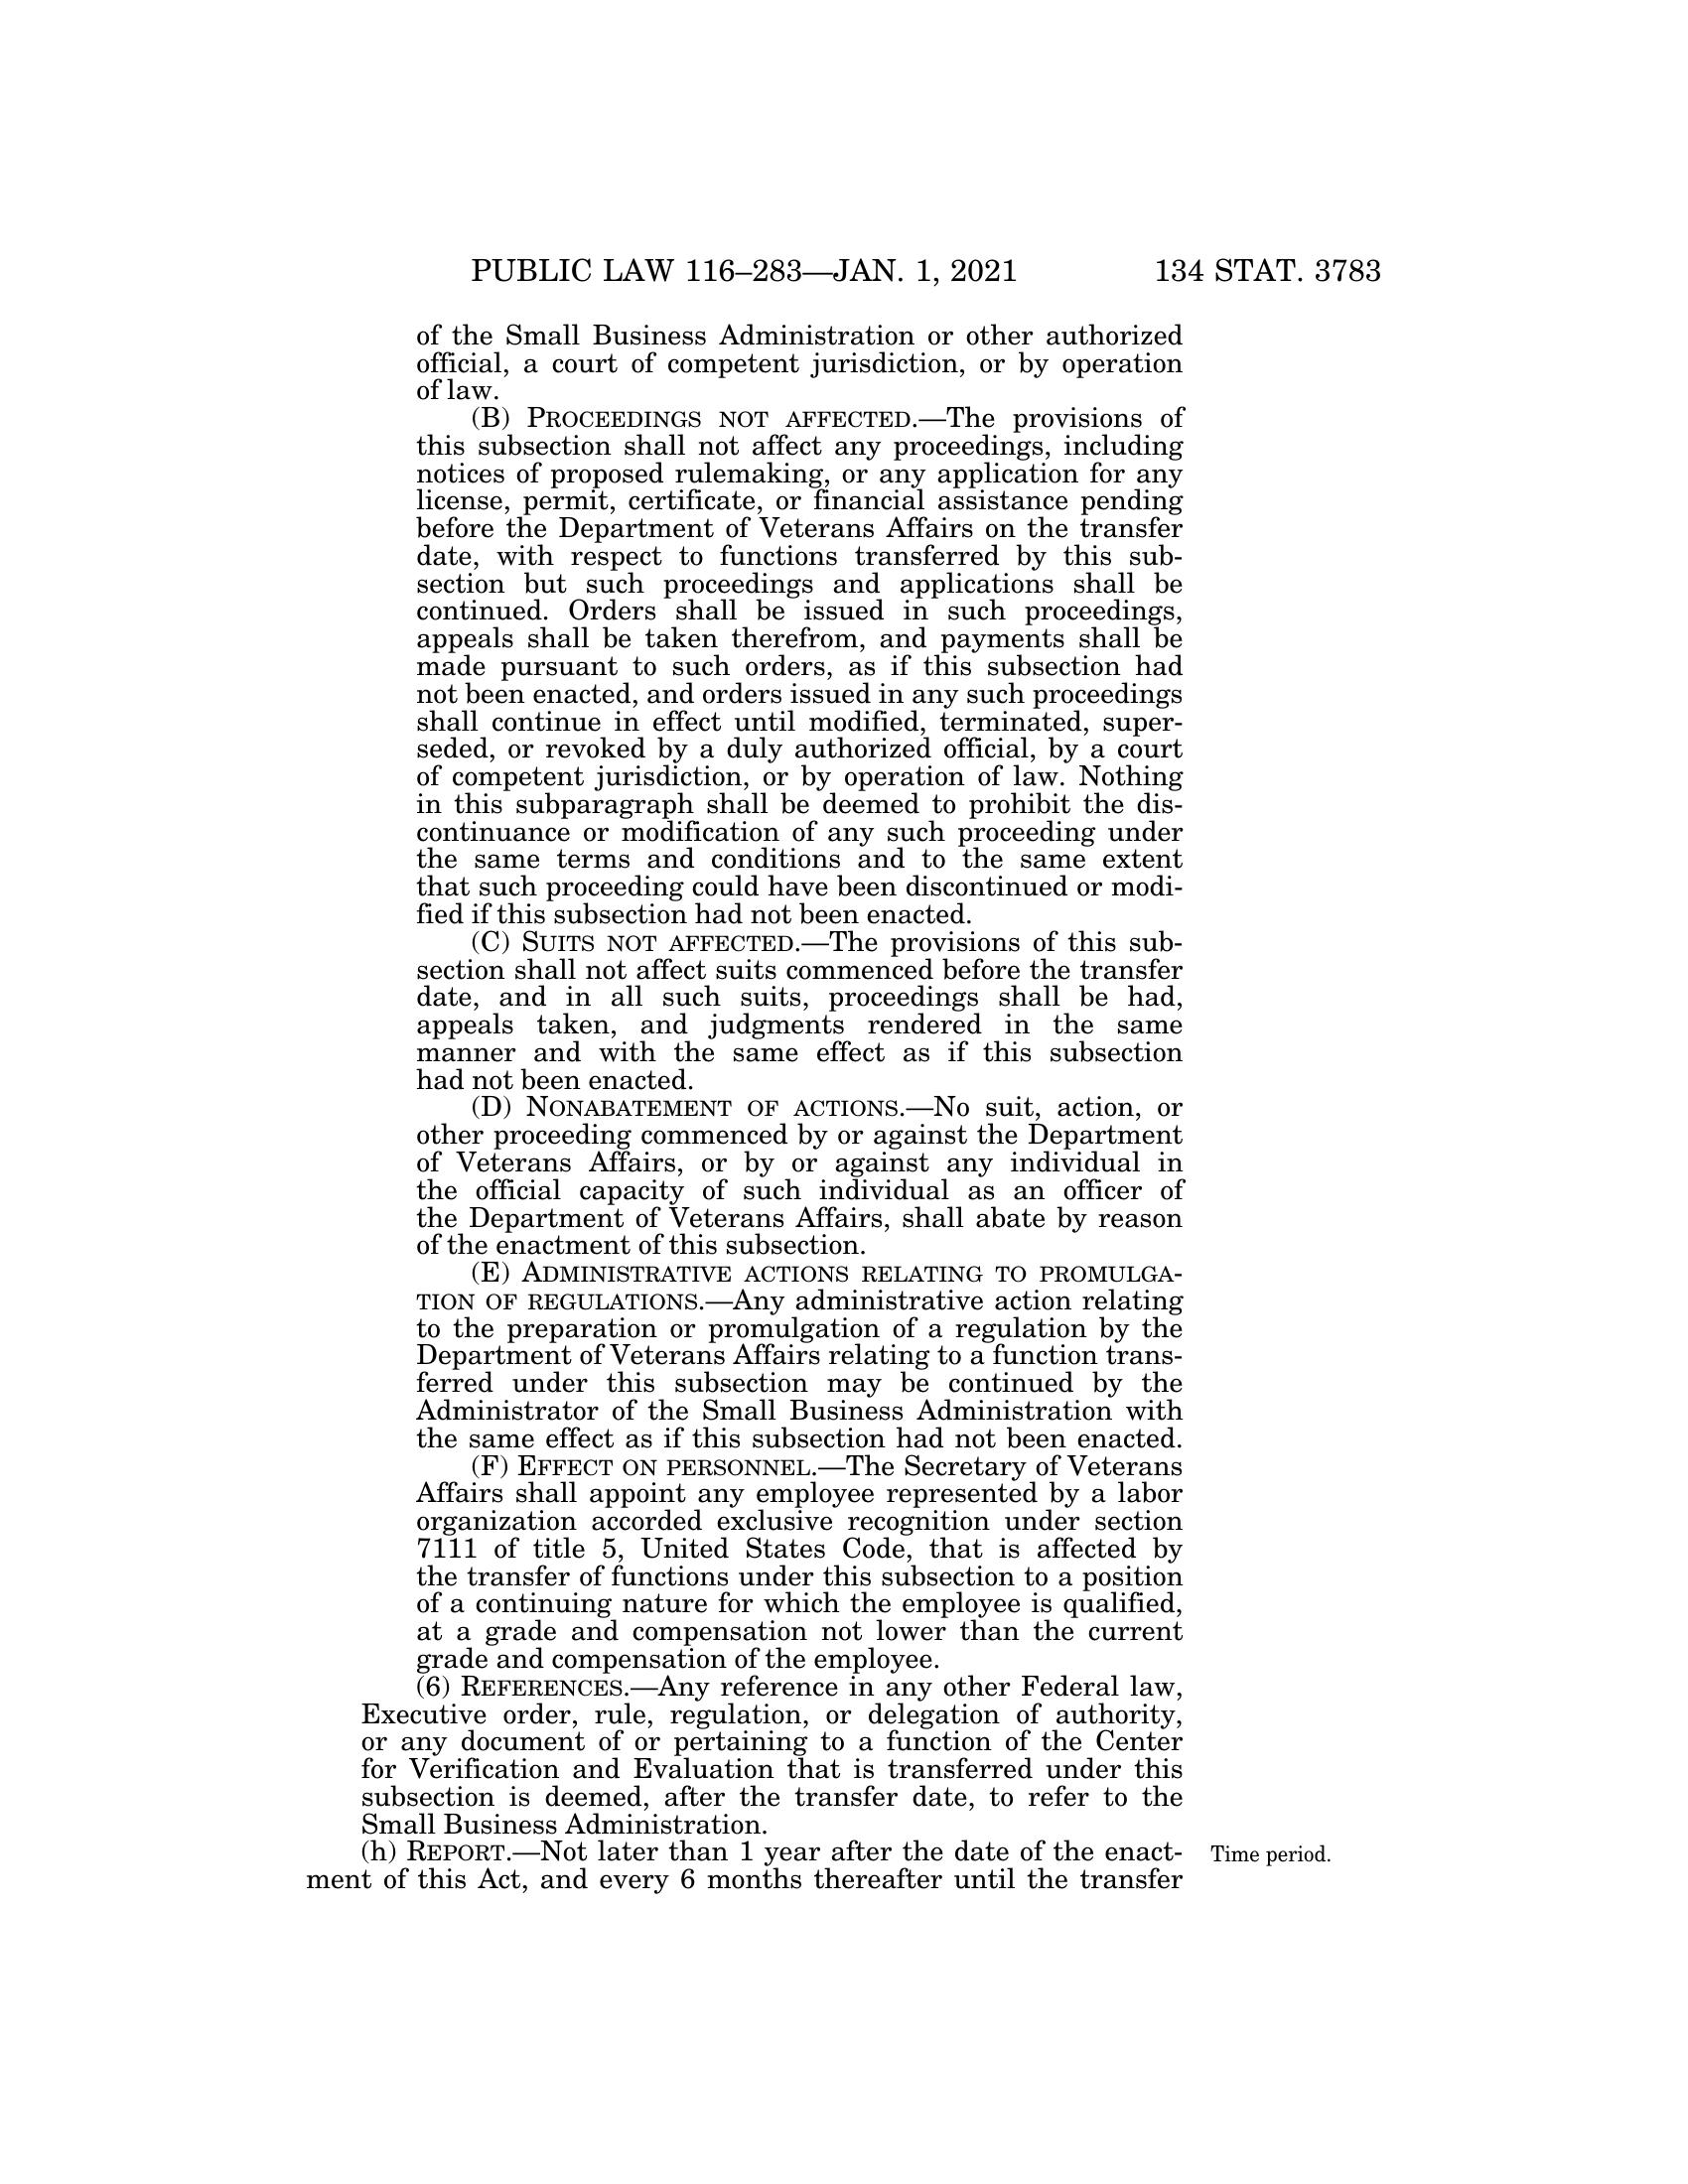 PUBLIC LAW 116–283—JAN. 1, 2021 134 STAT. 3783
of the Small Business Administration or other authorized
official, a court of competent jurisdiction, or by operation
of law.
(B) PROCEEDINGS NOT AFFECTED.—The provisions of
this subsection shall not affect any proceedings, including
notices of proposed rulemaking, or any application for any
license, permit, certificate, or financial assistance pending
before the Department of Veterans Affairs on the transfer
date, with respect to functions transferred by this sub-
section but such proceedings and applications shall be
continued. Orders shall be issued in such proceedings,
appeals shall be taken therefrom, and payments shall be
made pursuant to such orders, as if this subsection had
not been enacted, and orders issued in any such proceedings
shall continue in effect until modified, terminated, super-
seded, or revoked by a duly authorized official, by a court
of competent jurisdiction, or by operation of law. Nothing
in this subparagraph shall be deemed to prohibit the dis-
continuance or modification of any such proceeding under
the same terms and conditions and to the same extent
that such proceeding could have been discontinued or modi-
fied if this subsection had not been enacted.
(C) SUITS NOT AFFECTED.—The provisions of this sub-
section shall not affect suits commenced before the transfer
date, and in all such suits, proceedings shall be had,
appeals taken, and judgments rendered in the same
manner and with the same effect as if this subsection
had not been enacted.
(D) NONABATEMENT OF ACTIONS.—No suit, action, or
other proceeding commenced by or against the Department
of Veterans Affairs, or by or against any individual in
the official capacity of such individual as an officer of
the Department of Veterans Affairs, shall abate by reason
of the enactment of this subsection.
(E) ADMINISTRATIVE ACTIONS RELATING TO PROMULGA-
TION OF REGULATIONS.—Any administrative action relating
to the preparation or promulgation of a regulation by the
Department of Veterans Affairs relating to a function trans-
ferred under this subsection may be continued by the
Administrator of the Small Business Administration with
the same effect as if this subsection had not been enacted.
(F) EFFECT ON PERSONNEL.—The Secretary of Veterans
Affairs shall appoint any employee represented by a labor
organization accorded exclusive recognition under section
7111 of title 5, United States Code, that is affected by
the transfer of functions under this subsection to a position
of a continuing nature for which the employee is qualified,
at a grade and compensation not lower than the current
grade and compensation of the employee.
(6) REFERENCES.—Any reference in any other Federal law,
Executive order, rule, regulation, or delegation of authority,
or any document of or pertaining to a function of the Center
for Verification and Evaluation that is transferred under this
subsection is deemed, after the transfer date, to refer to the
Small Business Administration.
(h) REPORT.—Not later than 1 year after the date of the enact- Time period.
ment of this Act, and every 6 months thereafter until the transfer